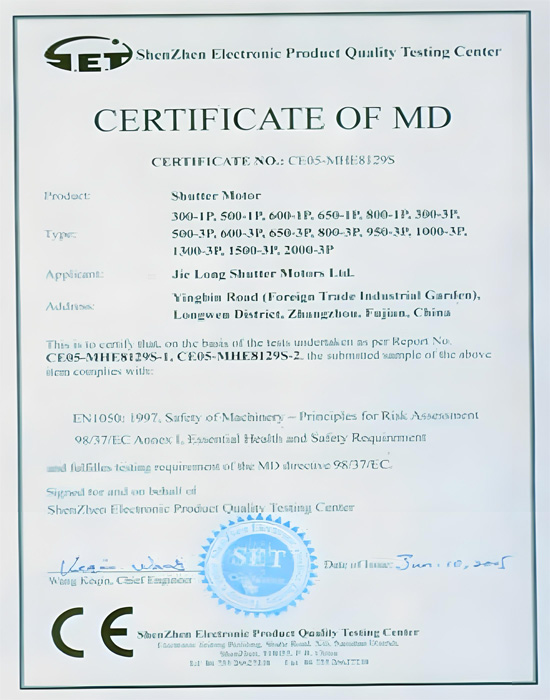 SET ShenZhen Electronic Product Quality Testing Center
CERTIFICATE OF MD
CERTIFICATE NO.: CE05-MHE8129S
Product: Shutter Motor
Type: 300-1P, 500-1P, 600-1P, 650-1P, 800-1P, 300-3P,
500-3P, 600-3P, 650-3P, 800-3P, 950-3P, 1000-3P,
1300-3P, 1500-3P, 2000-3P
Applicant: Jie Long Shutter Motors Ltd.
Address: Yingbin Road (Foreign Trade Industrial Garden),
Longwen District, Zhangzhou, Fujian, China
This is to certify that, on the basis of the tests undertaken as per Report No.
CE05-MHE8129S-1, CE05-MHE8129S-2, the submitted sample of the above
item complies with:
EN1050: 1997, Safety of Machinery – Principles for Risk Assessment
98/37/EC Annex I, Essential Health and Safety Requirement
and fulfilles testing requirement of the MD directive 98/37/EC.
Signed for and on behalf of
ShenZhen Electronic Product Quality Testing Center
SET
Keqin Wang
Date of Issue: Jun. 10, 2005
Wang Keqin, Chief Engineer
CE
ShenZhen Electronic Product Quality Testing Center